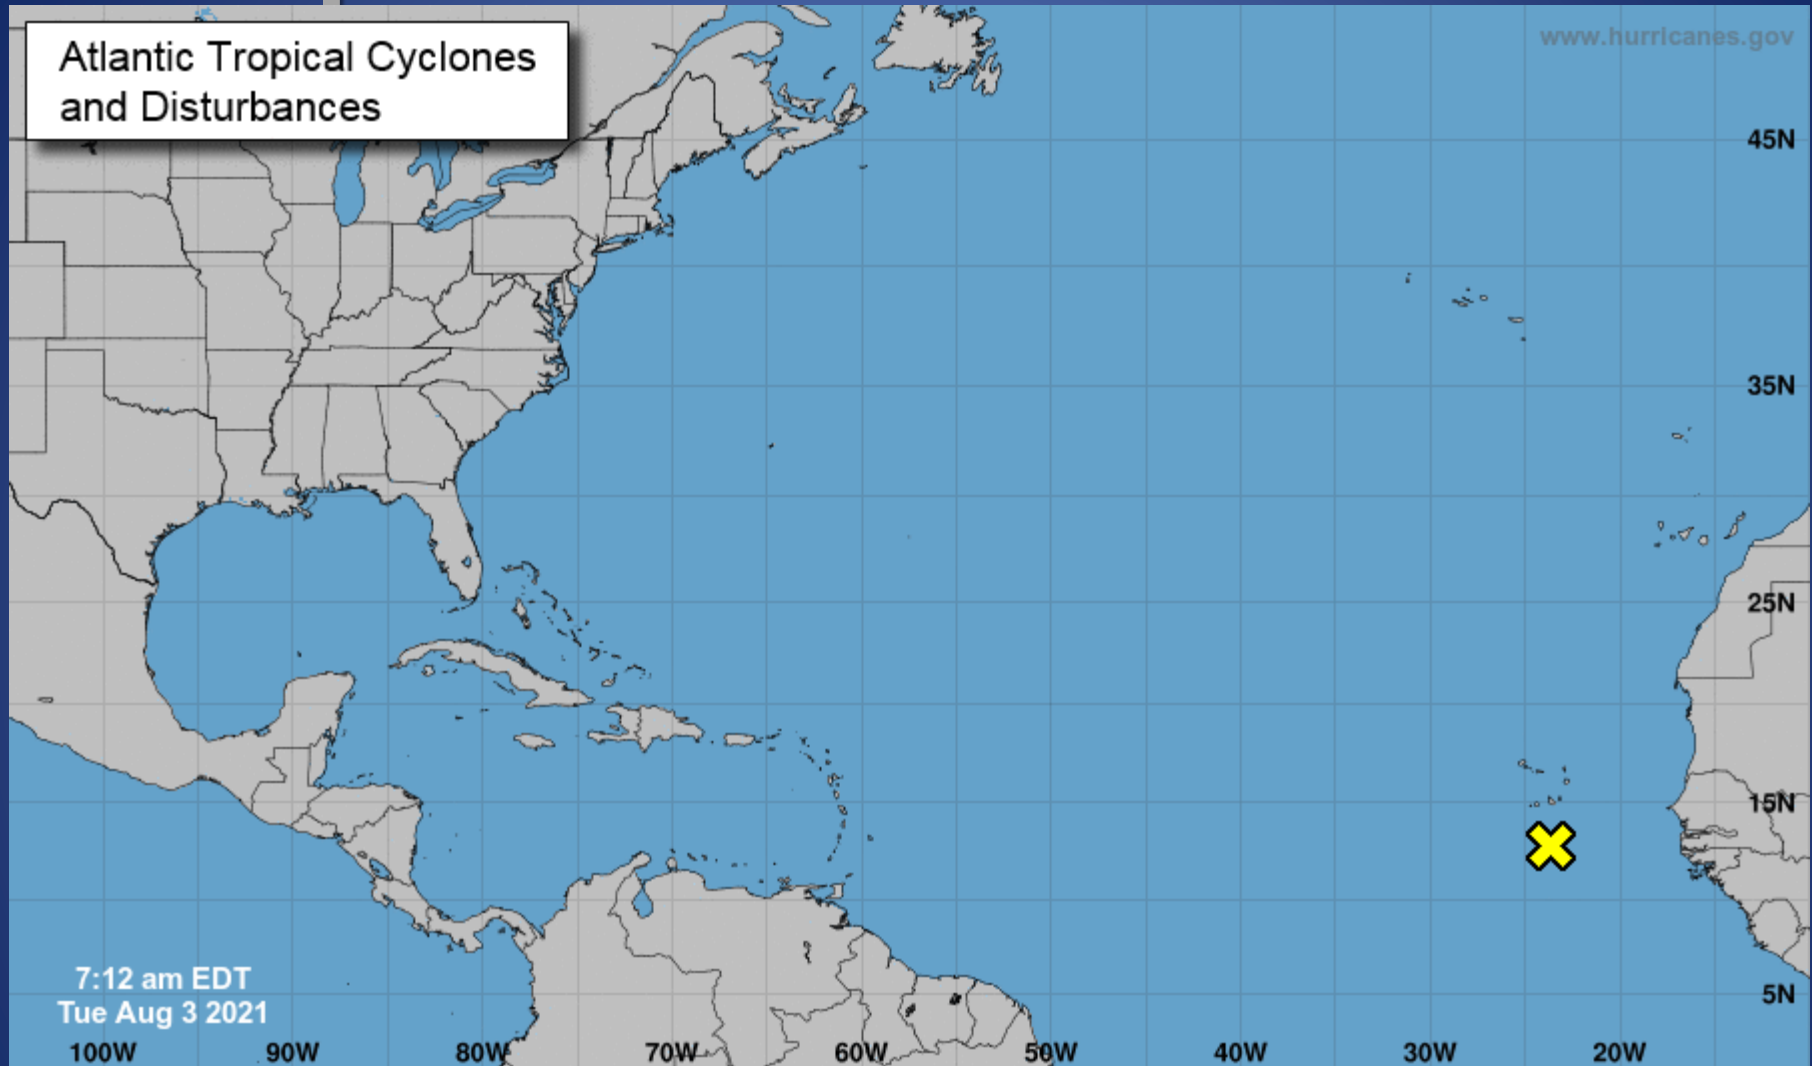 Atlantic Tropical Cyclones
and Disturbances
www.hurricanes.gov
45N
35N
25N
15N
5N
7:12 am EDT
Tue Aug 3 2021
100W 90W 80W 70W 60W 50W 40W 30W 20W